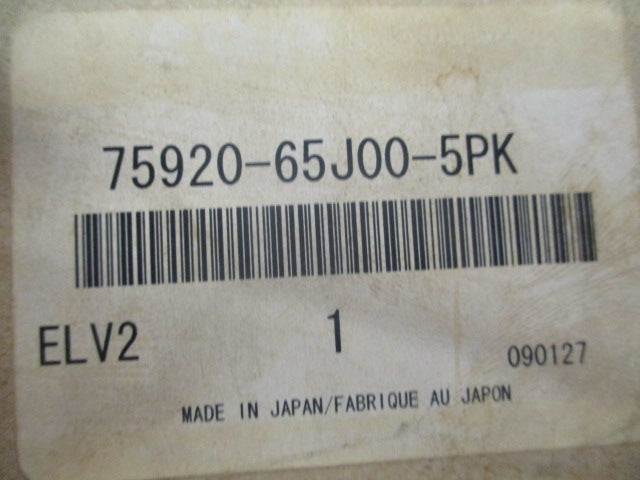 75920-65J00-5PK
ELV2 1 090127
MADE IN JAPAN/FABRIQUE AU JAPON